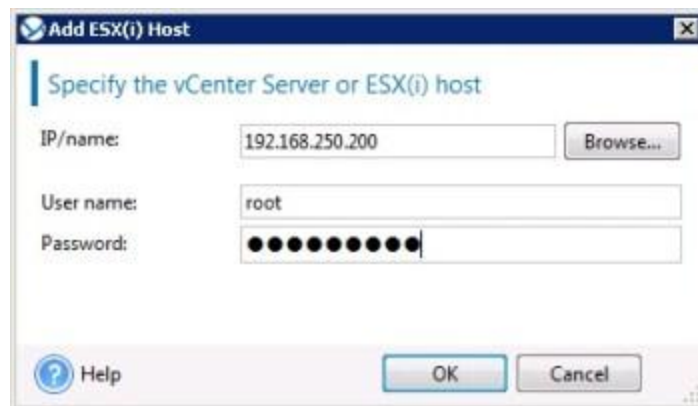 Add ESX(i) Host
Specify the vCenter Server or ESX(i) host
IP/name: 192.168.250.200 Browse...
User name: root
Password: ●●●●●●●●●
Help OK Cancel